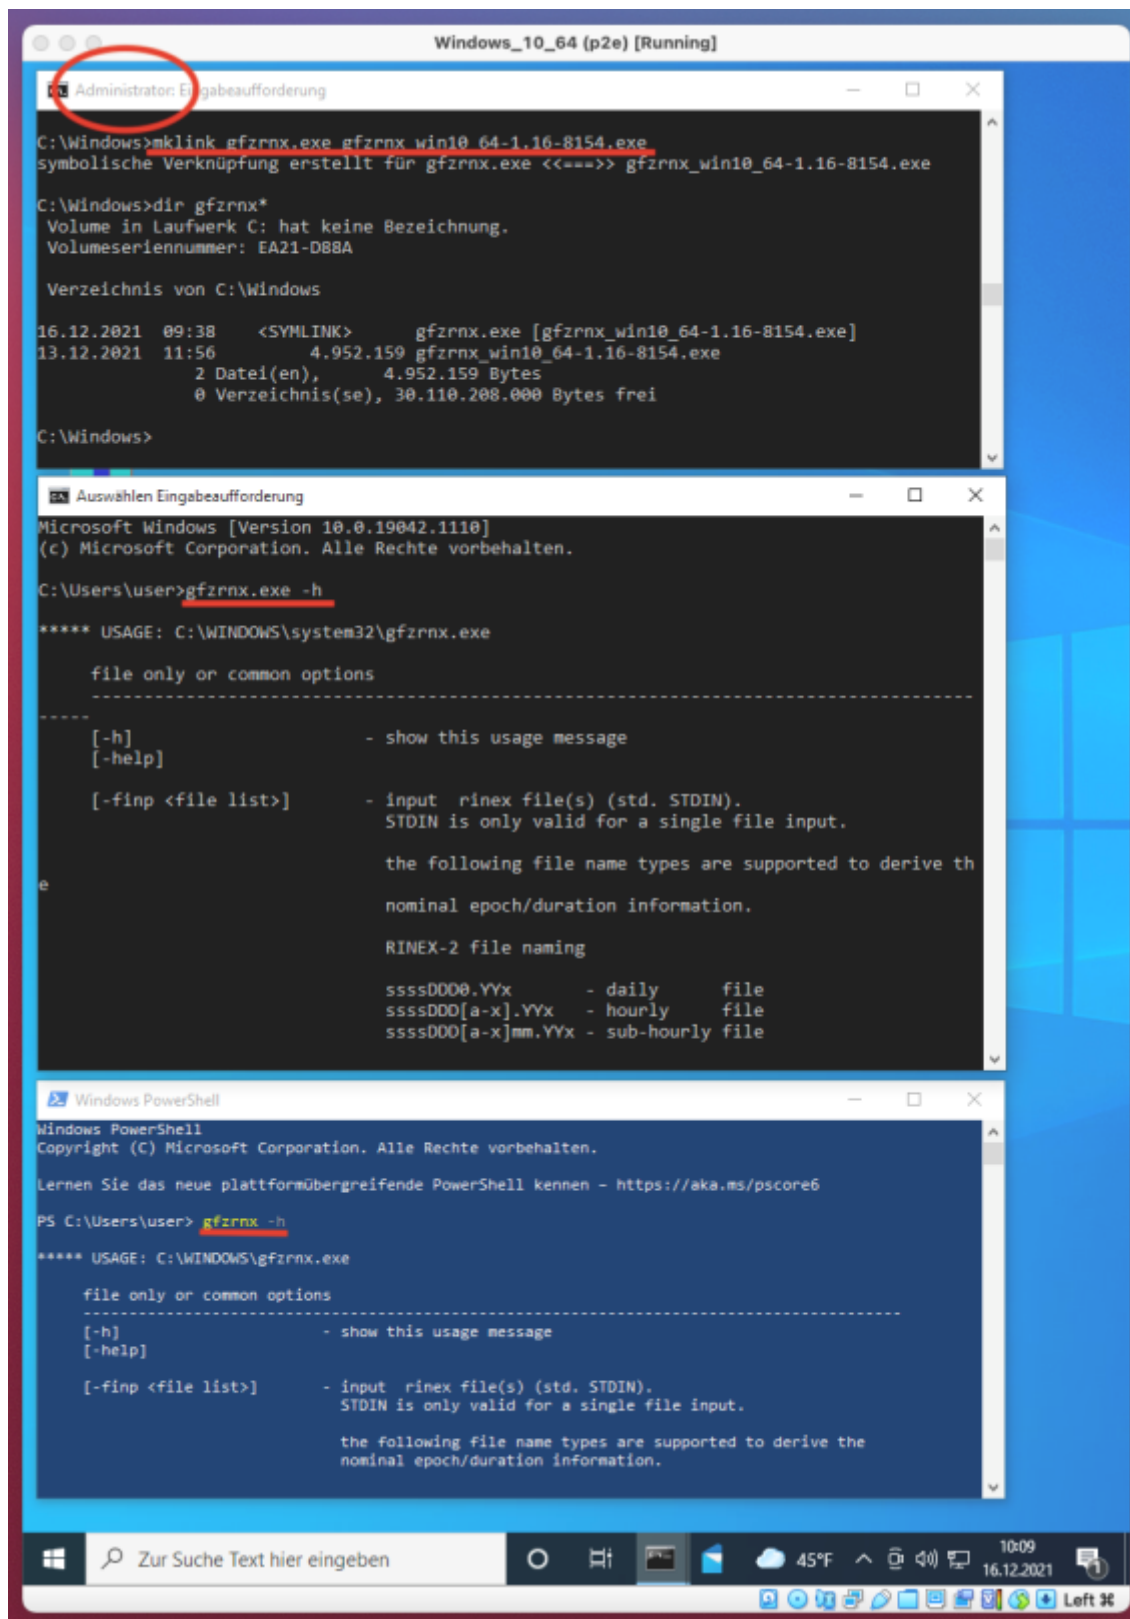 Windows_10_64 (p2e) [Running]
Administrator: Eingabeaufforderung
C:\Windows>mklink gfzrnx.exe gfzrnx_win10_64-1.16-8154.exe
symbolische Verknüpfung erstellt für gfzrnx.exe <<===>> gfzrnx_win10_64-1.16-8154.exe
C:\Windows>dir gfzrnx*
Volume in Laufwerk C: hat keine Bezeichnung.
Volumeseriennummer: EA21-D88A
Verzeichnis von C:\Windows
16.12.2021  09:38    <SYMLINK>      gfzrnx.exe [gfzrnx_win10_64-1.16-8154.exe]
13.12.2021  11:56         4.952.159 gfzrnx_win10_64-1.16-8154.exe
2 Datei(en),      4.952.159 Bytes
0 Verzeichnis(se), 30.110.208.000 Bytes frei
C:\Windows>
Auswählen Eingabeaufforderung
Microsoft Windows [Version 10.0.19042.1110]
(c) Microsoft Corporation. Alle Rechte vorbehalten.
C:\Users\user>gfzrnx.exe -h
***** USAGE: C:\WINDOWS\system32\gfzrnx.exe
file only or common options
-------------------------------------------------------------------------------------
-----
[-h]                      - show this usage message
[-help]
[-finp <file list>]       - input  rinex file(s) (std. STDIN).
STDIN is only valid for a single file input.
the following file name types are supported to derive th
e
nominal epoch/duration information.
RINEX-2 file naming
ssssDDD0.YYx       - daily      file
ssssDDD[a-x].YYx   - hourly     file
ssssDDD[a-x]mm.YYx - sub-hourly file
Windows PowerShell
Windows PowerShell
Copyright (C) Microsoft Corporation. Alle Rechte vorbehalten.
Lernen Sie das neue plattformübergreifende PowerShell kennen – https://aka.ms/pscore6
PS C:\Users\user> gfzrnx -h
***** USAGE: C:\WINDOWS\gfzrnx.exe
file only or common options
------------------------------------------------------------------------------------------
[-h]                      - show this usage message
[-help]
[-finp <file list>]       - input  rinex file(s) (std. STDIN).
STDIN is only valid for a single file input.
the following file name types are supported to derive the
nominal epoch/duration information.
Zur Suche Text hier eingeben
45°F
10:09
16.12.2021
1
Left ⌘